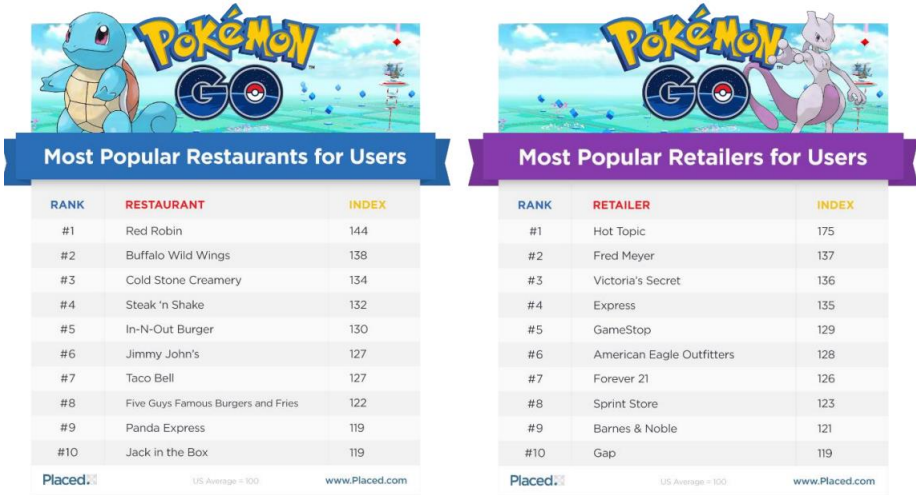 POKéMON
GO
TM
Most Popular Restaurants for Users
RANK RESTAURANT INDEX
#1 Red Robin 144
#2 Buffalo Wild Wings 138
#3 Cold Stone Creamery 134
#4 Steak 'n Shake 132
#5 In-N-Out Burger 130
#6 Jimmy John's 127
#7 Taco Bell 127
#8 Five Guys Famous Burgers and Fries 122
#9 Panda Express 119
#10 Jack in the Box 119
Placed. US Average = 100 www.Placed.com
POKéMON
GO
TM
Most Popular Retailers for Users
RANK RETAILER INDEX
#1 Hot Topic 175
#2 Fred Meyer 137
#3 Victoria's Secret 136
#4 Express 135
#5 GameStop 129
#6 American Eagle Outfitters 128
#7 Forever 21 126
#8 Sprint Store 123
#9 Barnes & Noble 121
#10 Gap 119
Placed. US Average = 100 www.Placed.com